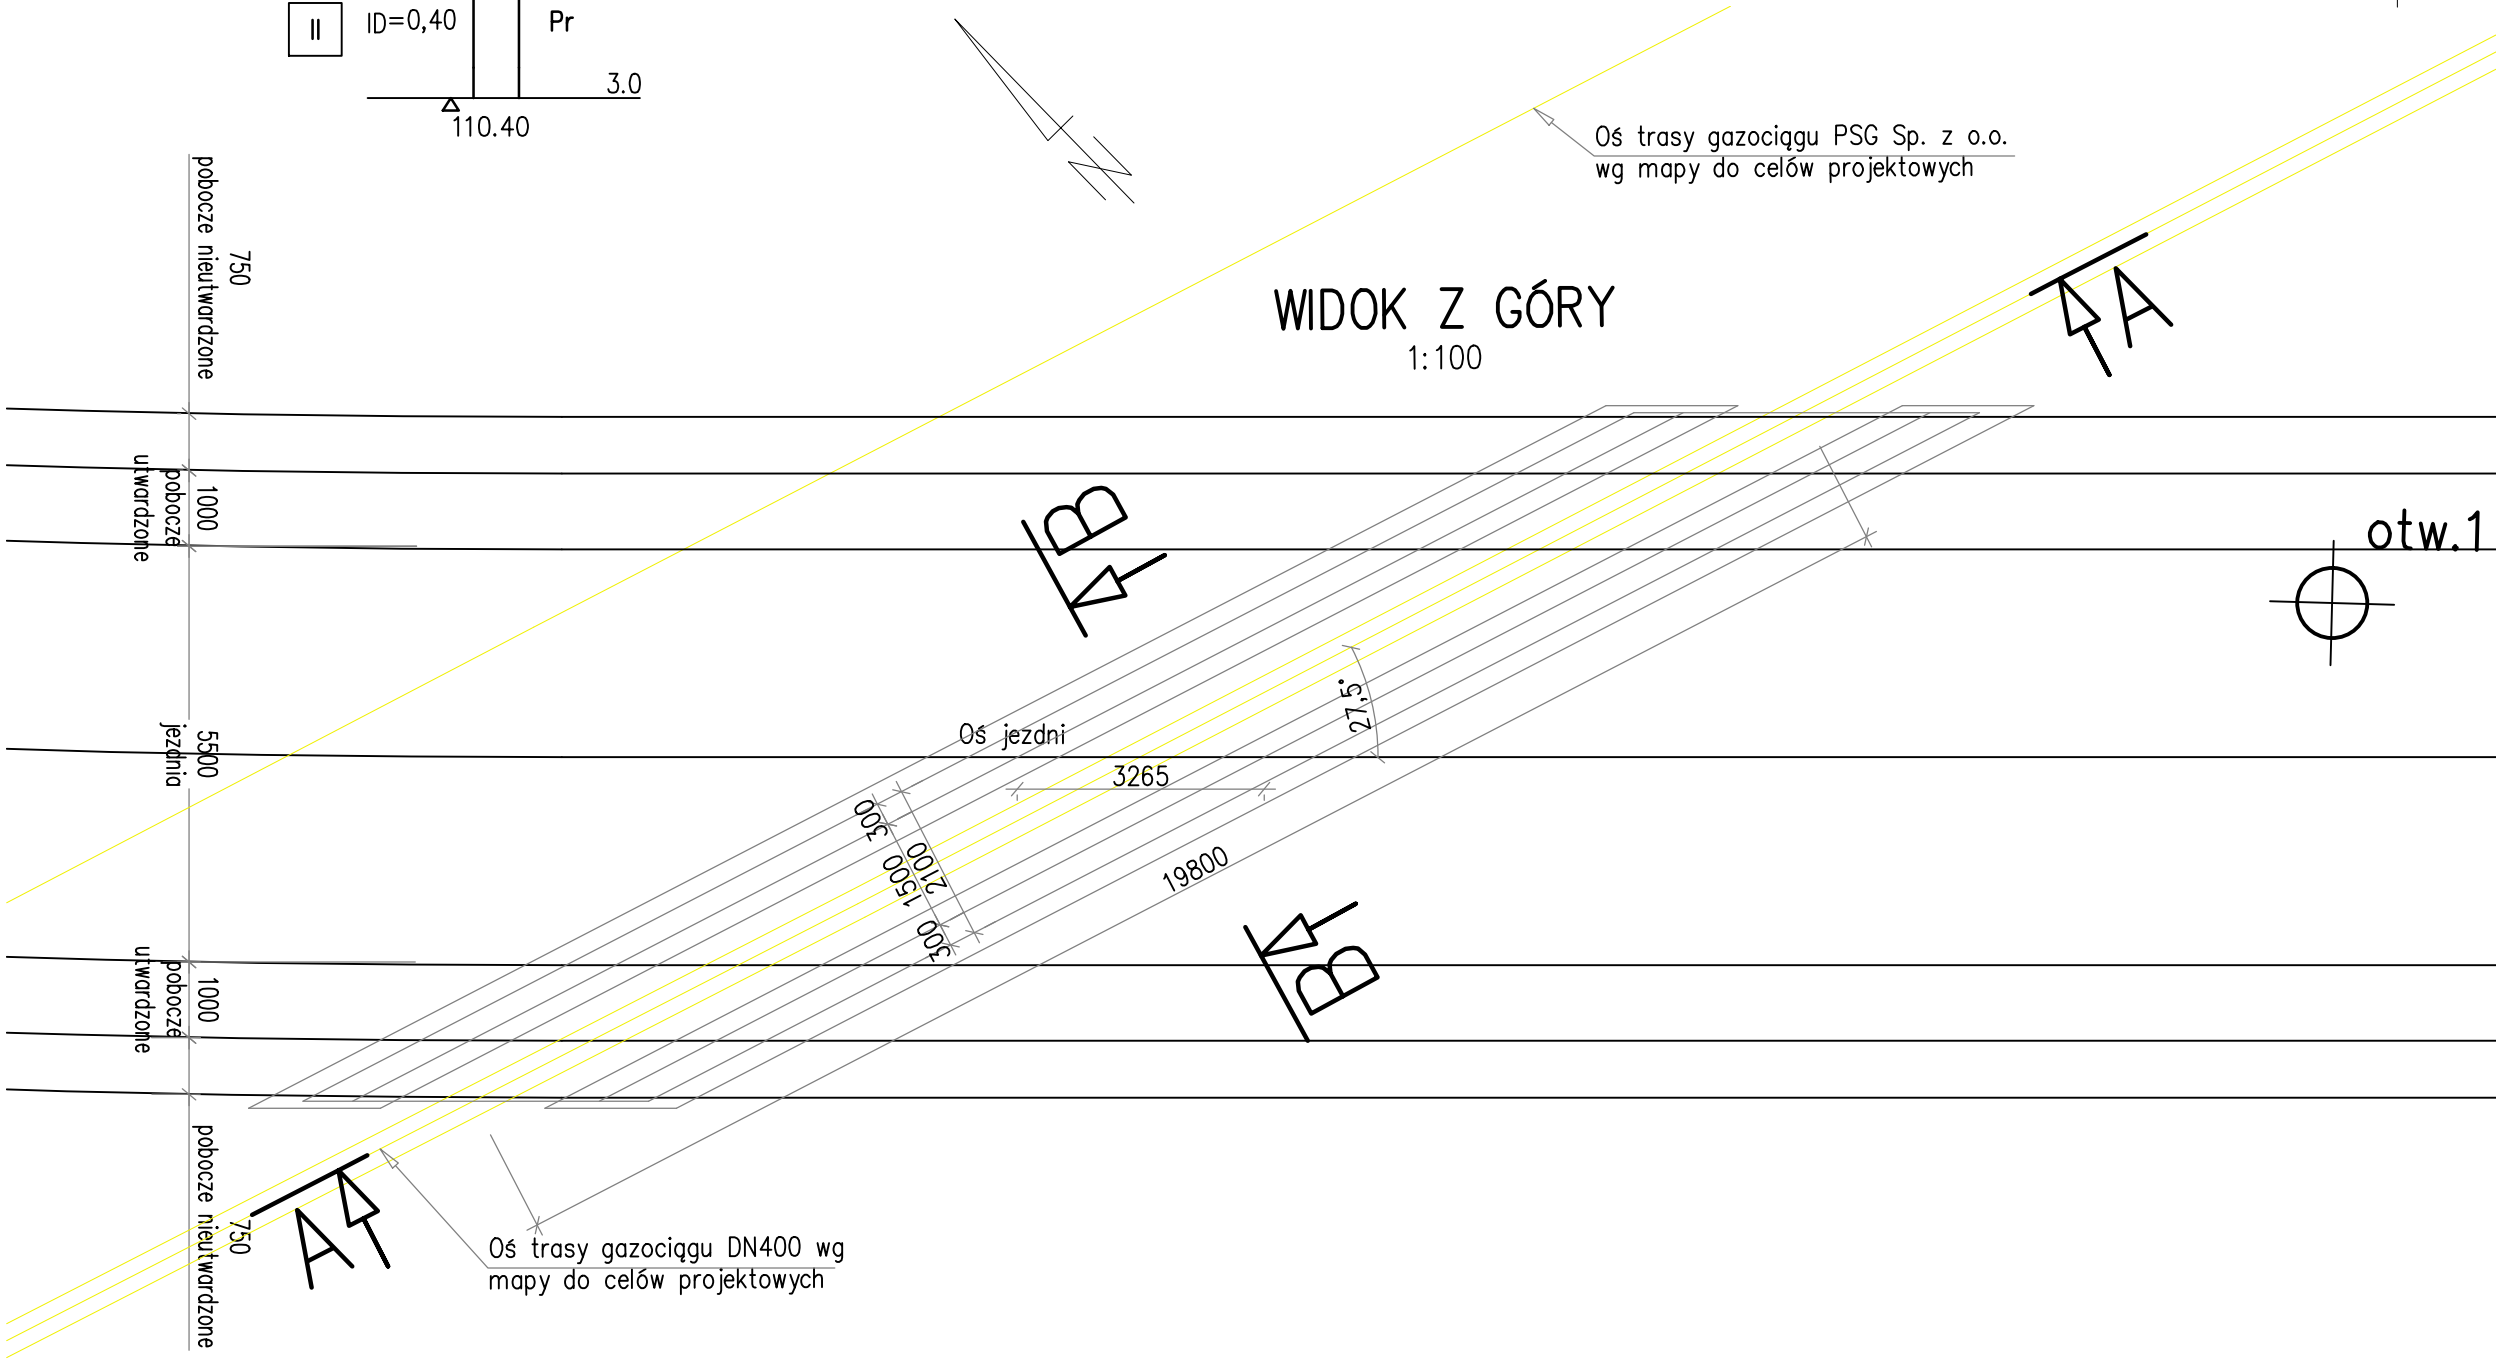 II
ID=0,40
Pr
3.0
110.40
N
Oś trasy gazociągu PSG Sp. z o.o.
wg mapy do celów projektowych
WIDOK Z GÓRY
1:100
A
750
pobocze nieutwardzone
1000
pobocze
utwardzone
B
otw.1
27,5°
5500
jezdnia
Oś jezdni
3265
300
2100
1500
300
19800
B
1000
pobocze
utwardzone
750
pobocze nieutwardzone
A
Oś trasy gazociągu DN400 wg
mapy do celów projektowych